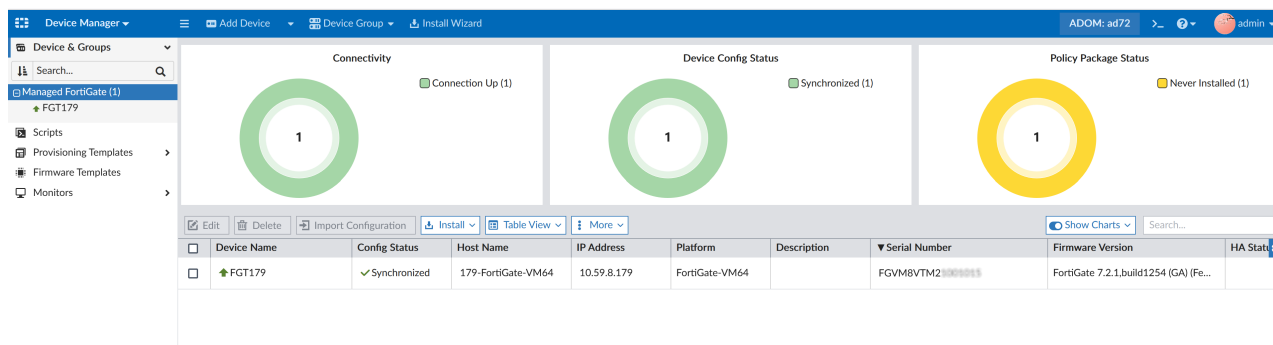 Device Manager
Add Device
Device Group
Install Wizard
ADOM: ad72
>_
?
admin
Device & Groups
Search...
Managed FortiGate (1)
FGT179
Scripts
Provisioning Templates
Firmware Templates
Monitors
Connectivity
Connection Up (1)
1
Device Config Status
Synchronized (1)
1
Policy Package Status
Never Installed (1)
1
Edit
Delete
Import Configuration
Install
Table View
More
Show Charts
Search...
Device Name Config Status Host Name IP Address Platform Description ▼Serial Number Firmware Version HA Statu
FGT179 Synchronized 179-FortiGate-VM64 10.59.8.179 FortiGate-VM64 FGVM8VTM2 FortiGate 7.2.1,build1254 (GA) (Fe...